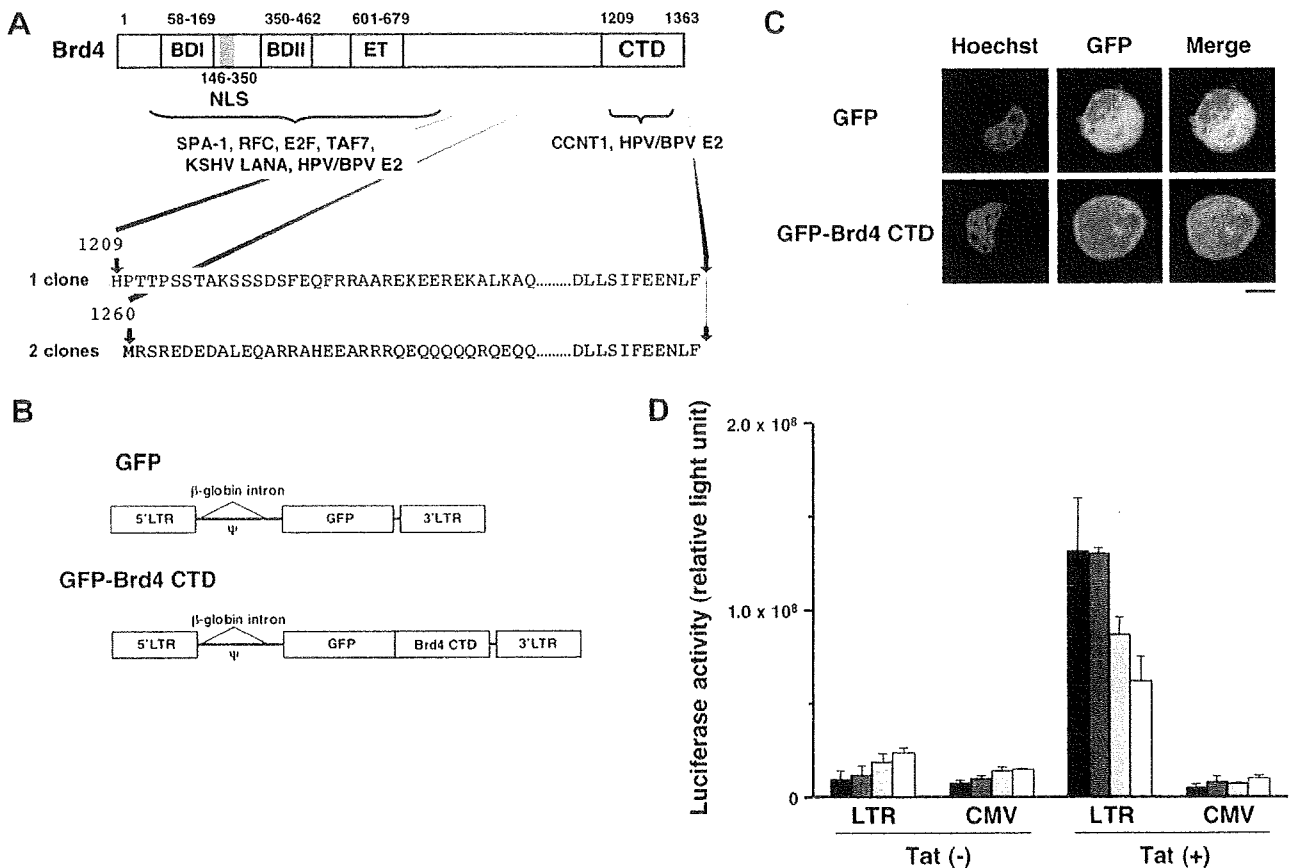 A
1 58-169 350-462 601-679 1209 1363
Brd4 BDI BDII ET CTD
146-350
NLS
SPA-1, RFC, E2F, TAF7,
KSHV LANA, HPV/BPV E2
CCNT1, HPV/BPV E2
1209
1 clone HPTTPSSTAKSSSDSFEQFRRAAREKEEREKALKAQ.........DLLSIFEENLF
1260
2 clones MRSREDEDALEQARRAHEEARRRQEQQQQQRQEQQ.........DLLSIFEENLF
B
GFP
β-globin intron
5'LTR Ψ GFP 3'LTR
GFP-Brd4 CTD
β-globin intron
5'LTR Ψ GFP Brd4 CTD 3'LTR
C
Hoechst GFP Merge
GFP
GFP-Brd4 CTD
D
Luciferase activity (relative light unit)
2.0 x 10⁸
1.0 x 10⁸
0
LTR CMV LTR CMV
Tat (-) Tat (+)